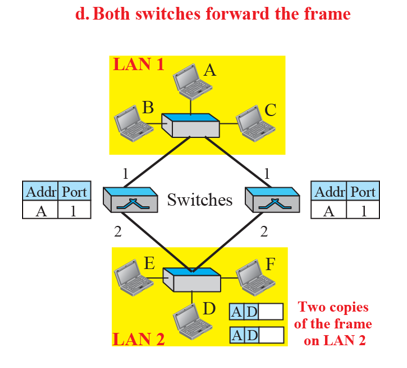 d. Both switches forward the frame
LAN 1
A
B
C
1
1
Addr Port
A 1
Switches
Addr Port
A 1
2
2
E
F
D
A D
A D
LAN 2
Two copies
of the frame
on LAN 2